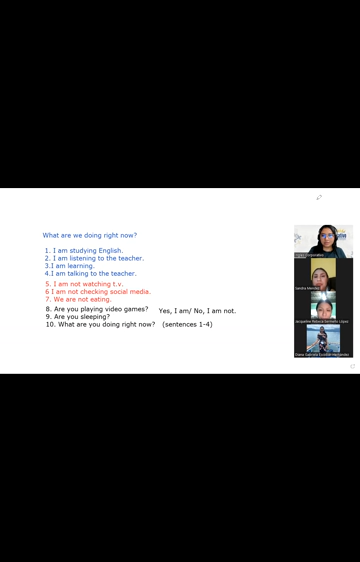 What are we doing right now?
1. I am studying English.
2. I am listening to the teacher.
3.I am learning.
4.I am talking to the teacher.
5. I am not watching t.v.
6 I am not checking social media.
7. We are not eating.
8. Are you playing video games?
Yes, I am/ No, I am not.
9. Are you sleeping?
10. What are you doing right now? (sentences 1-4}
Sandra Mendez